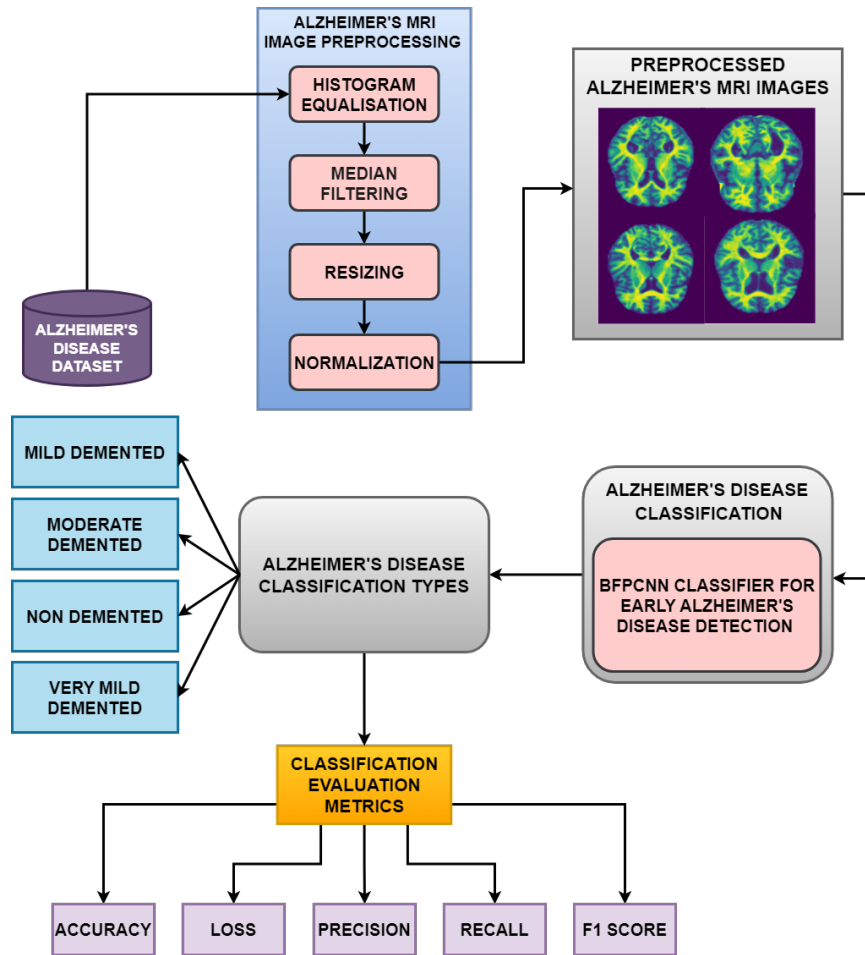 ALZHEIMER'S MRI
IMAGE PREPROCESSING
HISTOGRAM
EQUALISATION
MEDIAN
FILTERING
RESIZING
NORMALIZATION
PREPROCESSED
ALZHEIMER'S MRI IMAGES
ALZHEIMER'S
DISEASE
DATASET
MILD DEMENTED
MODERATE
DEMENTED
NON DEMENTED
VERY MILD
DEMENTED
ALZHEIMER'S DISEASE
CLASSIFICATION TYPES
ALZHEIMER'S DISEASE
CLASSIFICATION
BFPCNN CLASSIFIER FOR
EARLY ALZHEIMER'S
DISEASE DETECTION
CLASSIFICATION
EVALUATION
METRICS
ACCURACY
LOSS
PRECISION
RECALL
F1 SCORE